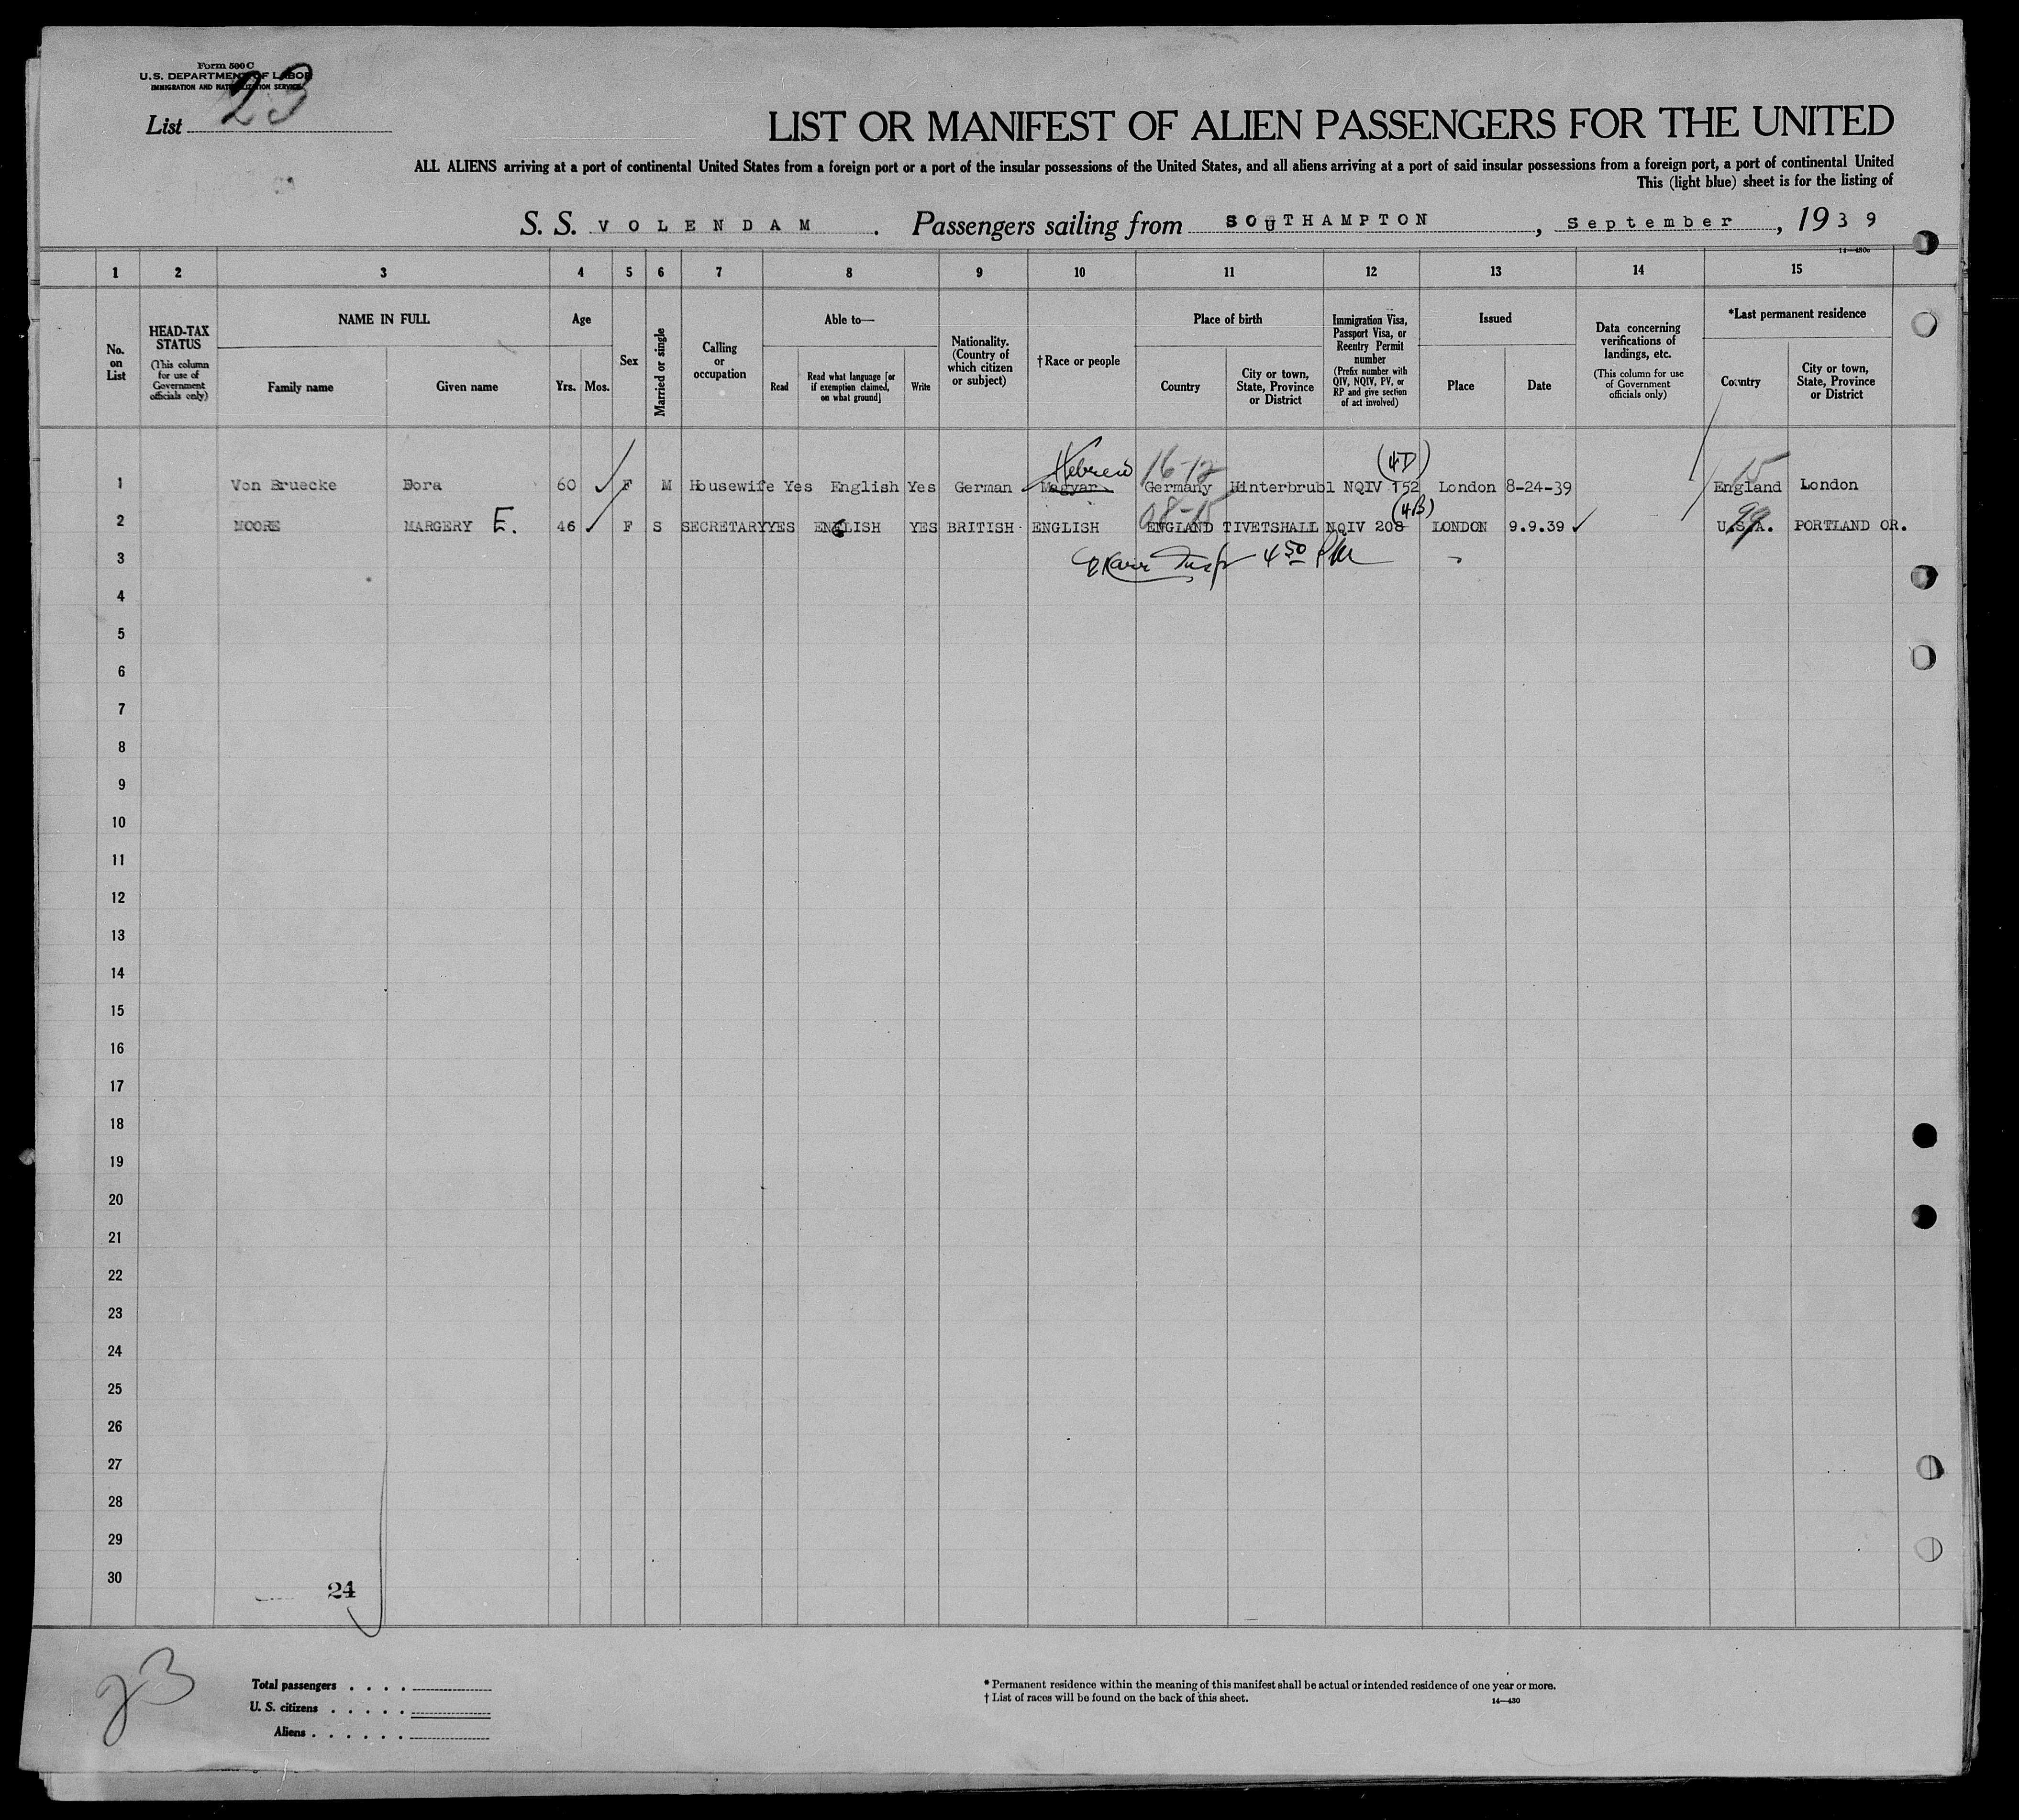 Form 500 C
U.S. DEPARTMENT OF LABOR
IMMIGRATION AND NATURALIZATION SERVICE
List 23
LIST OR MANIFEST OF ALIEN PASSENGERS FOR THE UNITED
ALL ALIENS arriving at a port of continental United States from a foreign port or a port of the insular possessions of the United States, and all aliens arriving at a port of said insular possessions from a foreign port, a port of continental United
This (light blue) sheet is for the listing of
S. S. VOLENDAM. Passengers sailing from SOUTHAMPTON, September, 1939
14—430c
1 2 3 4 5 6 7 8 9 10 11 12 13 14 15
No. on List
HEAD-TAX STATUS (This column for use of Government officials only)
NAME IN FULL
Family name
Given name
Age
Yrs. Mos.
Sex
Married or single
Calling or occupation
Able to—
Read
Read what language [or if exemption claimed, on what ground]
Write
Nationality. (Country of which citizen or subject)
†Race or people
Place of birth
Country
City or town, State, Province or District
Immigration Visa, Passport Visa, or Reentry Permit number (Prefix number with QIV, NQIV, PV, or RP and give section of act involved)
Issued
Place
Date
Data concerning verifications of landings, etc. (This column for use of Government officials only)
*Last permanent residence
Country
City or town, State, Province or District
Hebrew 16-12 (4D) 15
1 Von Bruecke Dora 60 F M Housewife Yes English Yes German Magyar Germany Hinterbrubl NQIV 152 London 8-24-39 England London
08-15 (4B) 99
2 MOORE MARGERY E. 46 F S SECRETARY YES ENGLISH YES BRITISH ENGLISH ENGLAND TIVETSHALL NQIV 208 LONDON 9.9.39 U.S.A. PORTLAND OR.
3 Insp 4 50 PM
4
5
6
7
8
9
10
11
12
13
14
15
16
17
18
19
20
21
22
23
24
25
26
27
28
29
30
24
23
Total passengers . . . .
U. S. citizens . . . . .
Aliens . . . . . .
* Permanent residence within the meaning of this manifest shall be actual or intended residence of one year or more.
† List of races will be found on the back of this sheet. 14—430